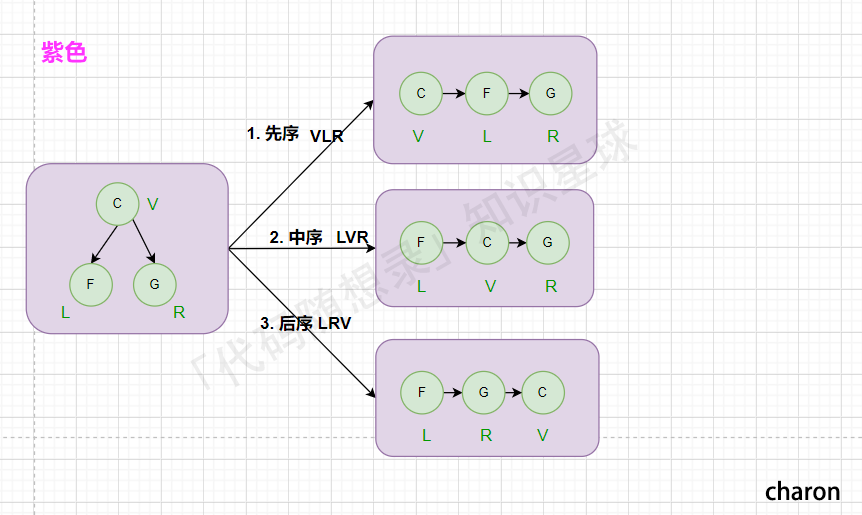 紫色
C V
F G
L R
1. 先序 VLR
C F G
V L R
2. 中序 LVR
F C G
L V R
3. 后序 LRV
F G C
L R V
「代码随想录」知识星球
charon